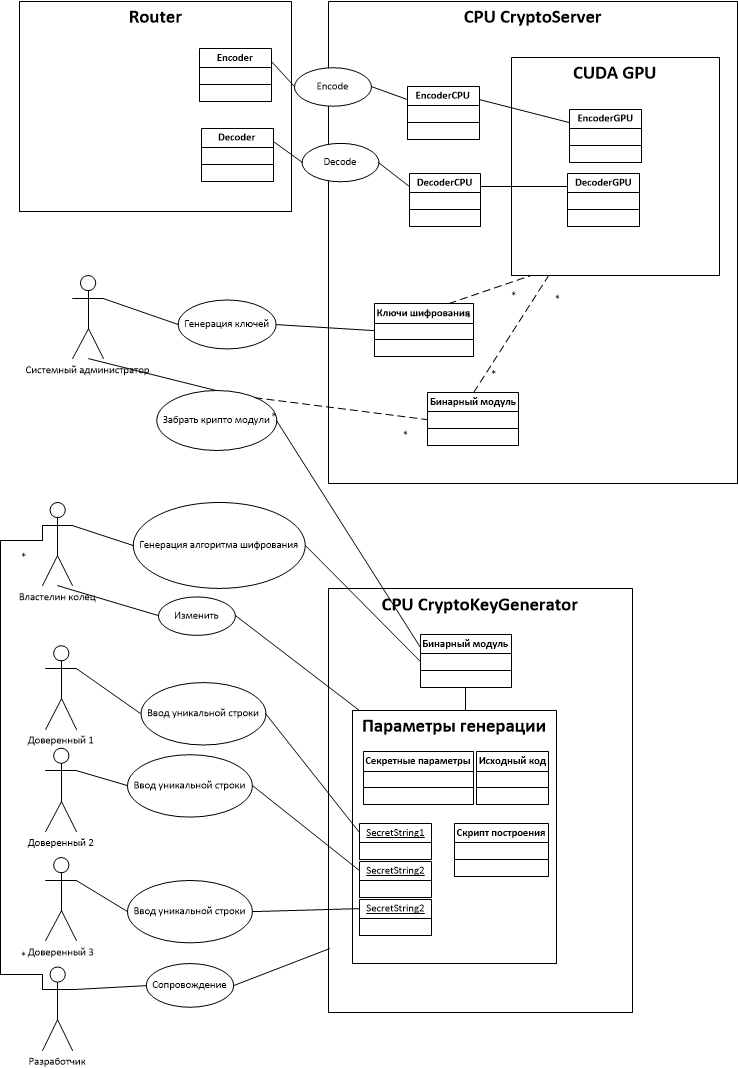 Router
CPU CryptoServer
CUDA GPU
Encoder
Encode
EncoderCPU
EncoderGPU
Decoder
Decode
DecoderCPU
DecoderGPU
*
*
Ключи шифрования
*
Генерация ключей
Системный администратор
*
Бинарный модуль
*
Забрать крипто модули
*
Генерация алгоритма шифрования
*
Властелин колец
Изменить
CPU CryptoKeyGenerator
Бинарный модуль
Параметры генерации
Ввод уникальной строки
Доверенный 1
Секретные параметры
Исходный код
Ввод уникальной строки
Доверенный 2
SecretString1
Скрипт построения
SecretString2
Ввод уникальной строки
SecretString2
Доверенный 3
*
Сопровождение
Разработчик